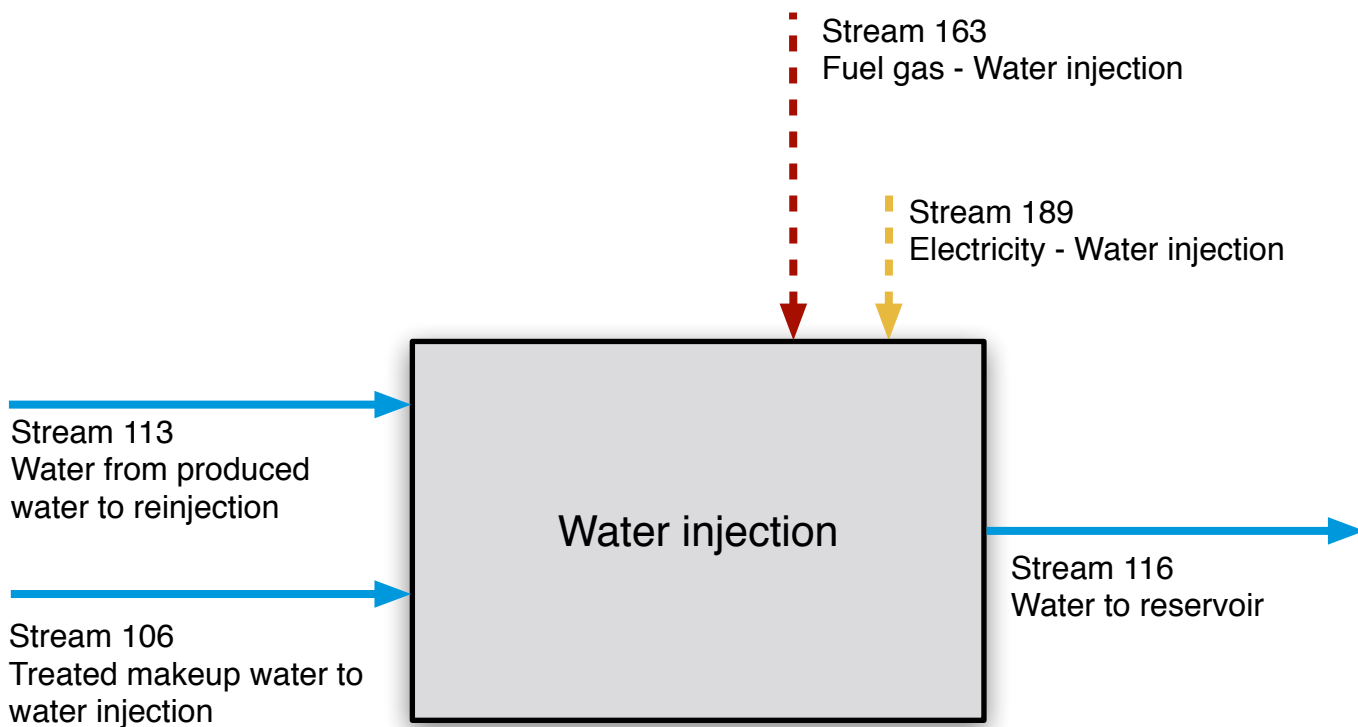 Stream 163
Fuel gas - Water injection
Stream 189
Electricity - Water injection
Stream 113
Water from produced
water to reinjection
Water injection
Stream 116
Water to reservoir
Stream 106
Treated makeup water to
water injection